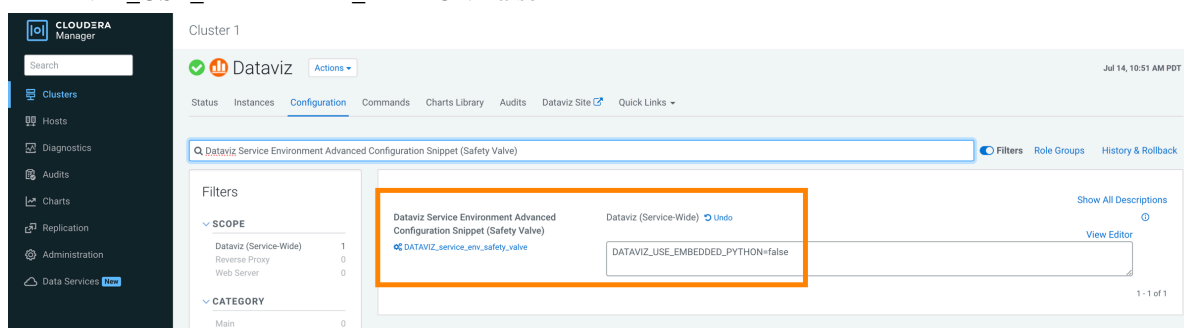 CLOUDERA
Manager
Search
Clusters
Hosts
Diagnostics
Audits
Charts
Replication
Administration
Data Services New
Cluster 1
Dataviz Actions
Jul 14, 10:51 AM PDT
Status Instances Configuration Commands Charts Library Audits Dataviz Site Quick Links
Dataviz Service Environment Advanced Configuration Snippet (Safety Valve)
Filters Role Groups History & Rollback
Filters
SCOPE
Dataviz (Service-Wide) 1
Reverse Proxy 0
Web Server 0
CATEGORY
Main 0
Show All Descriptions
Dataviz Service Environment Advanced
Configuration Snippet (Safety Valve)
DATAVIZ_service_env_safety_valve
Dataviz (Service-Wide) Undo
View Editor
DATAVIZ_USE_EMBEDDED_PYTHON=false
1 - 1 of 1